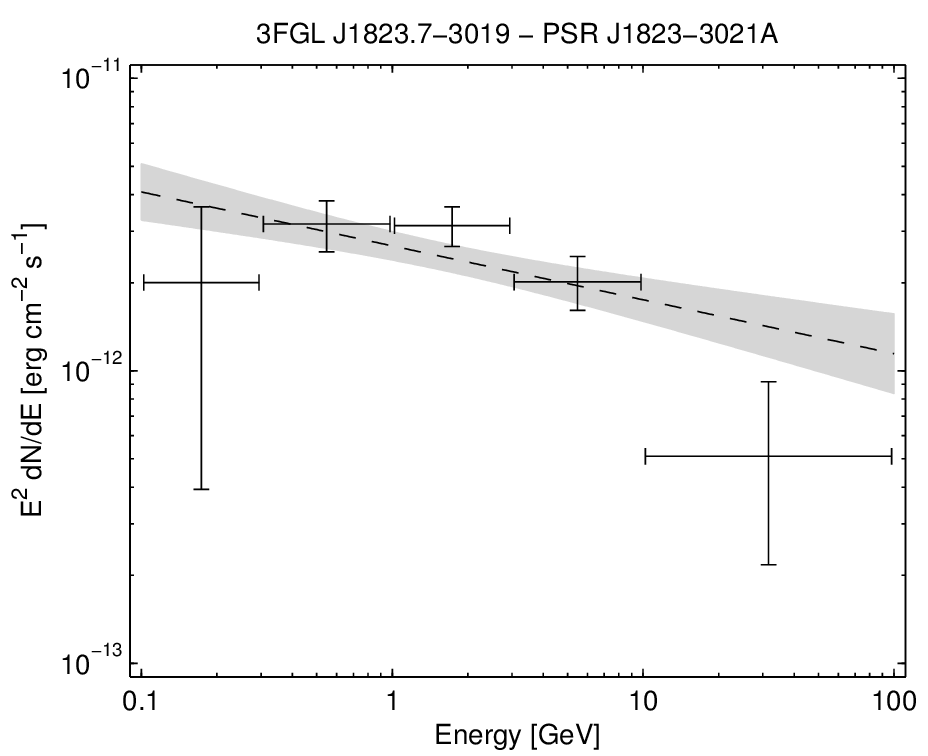 3FGL J1823.7−3019 − PSR J1823−3021A
10⁻¹¹
10⁻¹²
10⁻¹³
E² dN/dE [erg cm⁻² s⁻¹]
0.1 1 10 100
Energy [GeV]